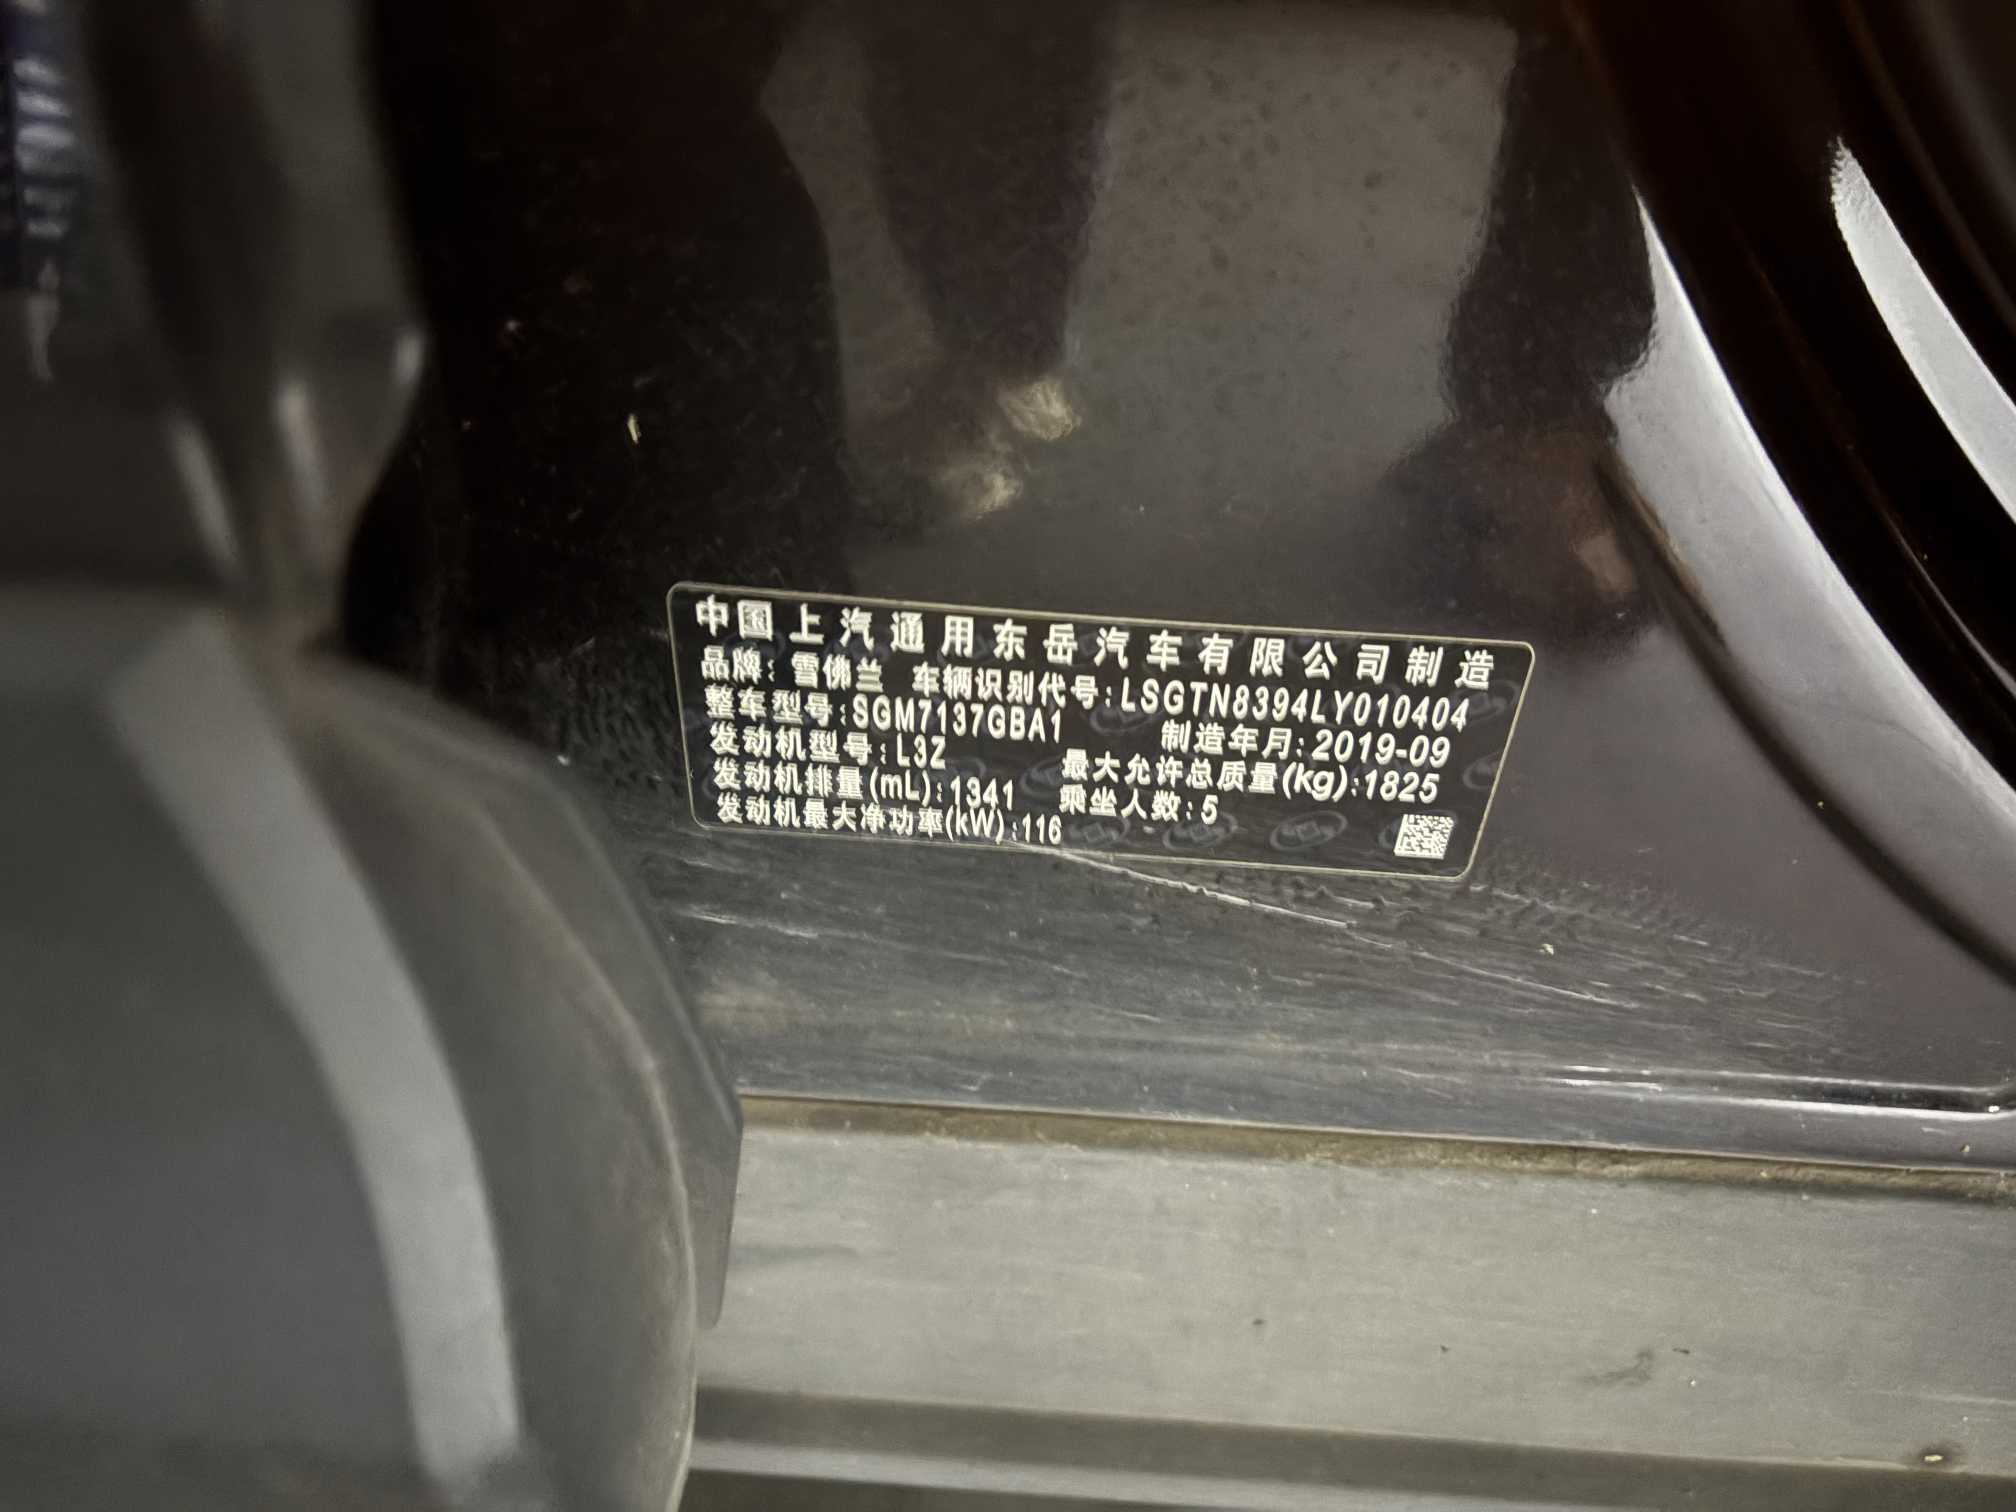 中国上汽通用东岳汽车有限公司制造
品牌：雪佛兰 车辆识别代号：LSGTN8394LY010404
整车型号：SGM7137GBA1 制造年月：2019-09
发动机型号：L3Z 最大允许总质量(kg)：1825
发动机排量(mL)：1341 乘坐人数：5
发动机最大净功率(kW)：116